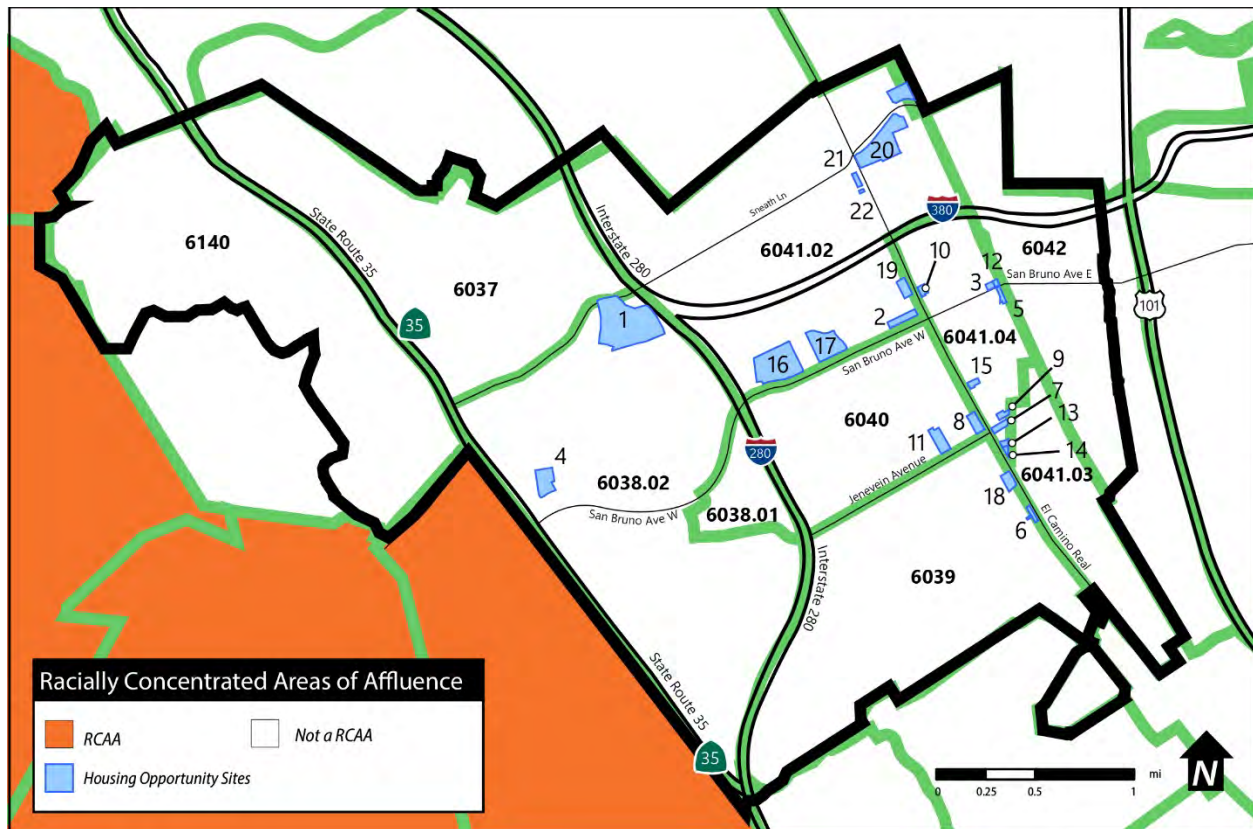 21
20
Sneath Ln
22
380
State Route 35
Interstate 280
6140
6041.02
10
6042
12
San Bruno Ave E
6037
19
3
5
101
1
35
2
6041.04
17
San Bruno Ave W
16
15
9
7
6040
8
13
11
14
280
4
6038.02
Jenevein Avenue
6041.03
San Bruno Ave W
6038.01
18
El Camino Real
6
Interstate 280
6039
State Route 35
Racially Concentrated Areas of Affluence
RCAA
Not a RCAA
Housing Opportunity Sites
35
mi
0 0.25 0.5 1
N